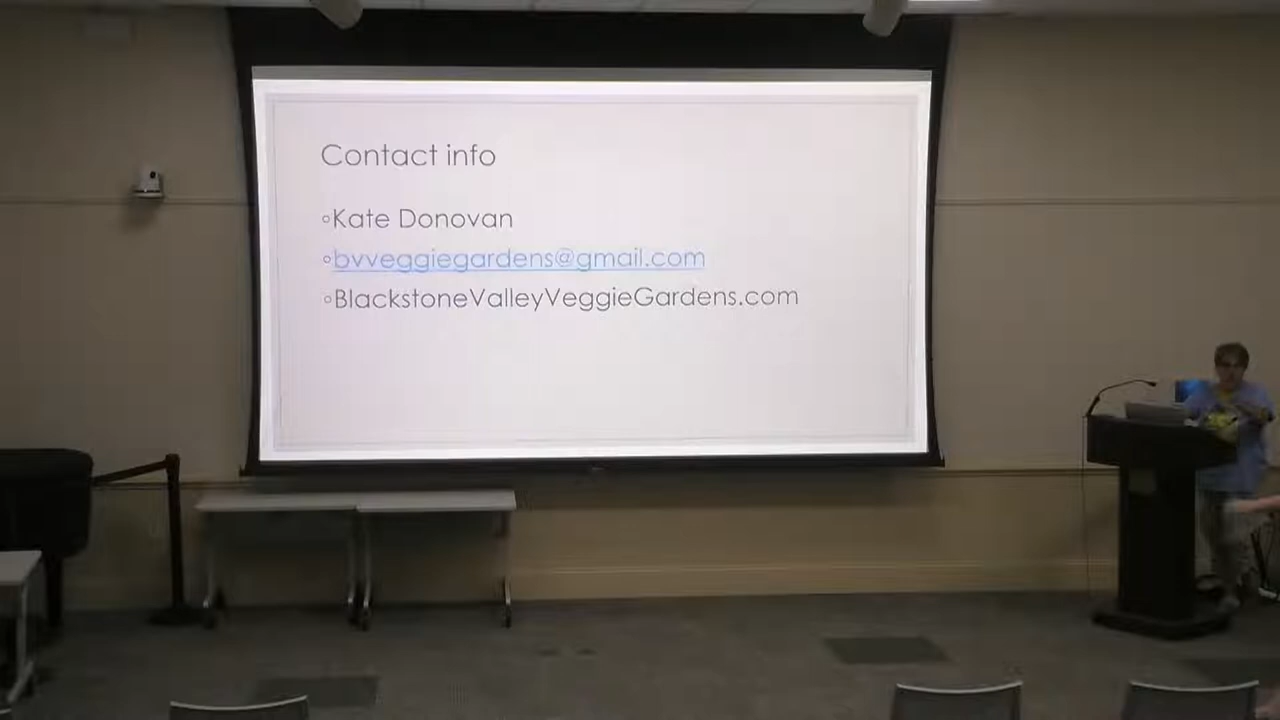 Contact info
◦Kate Donovan
◦bvveggiegardens@gmail.com
◦BlackstoneValleyVeggieGardens.com